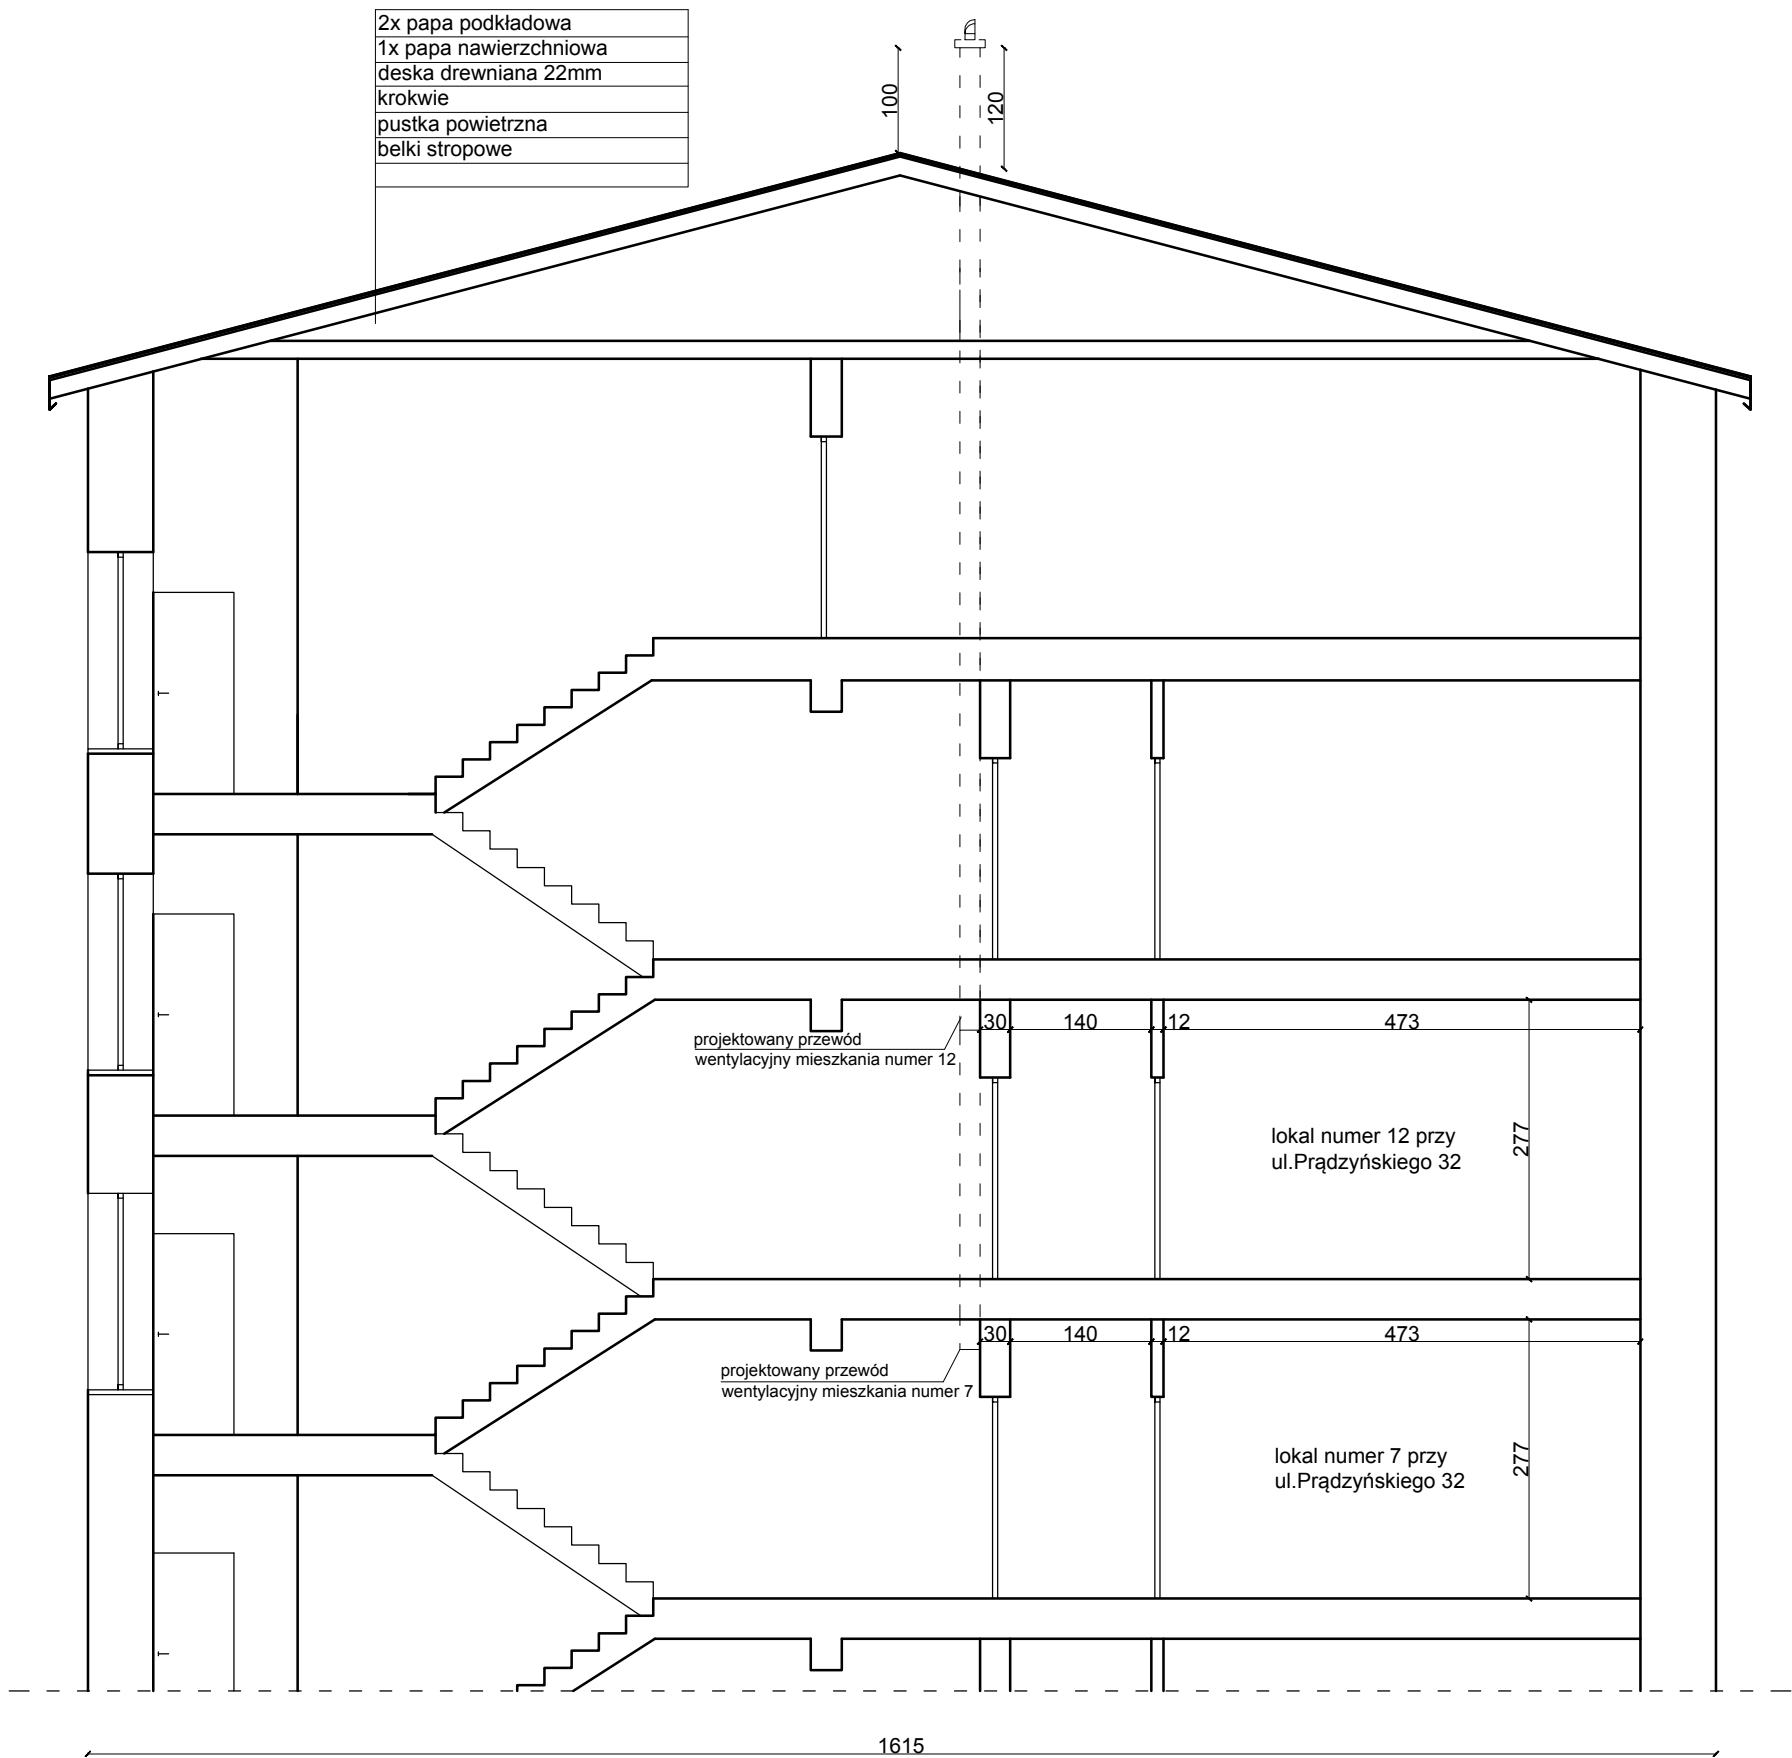 2x papa podkładowa
1x papa nawierzchniowa
deska drewniana 22mm
krokwie
pustka powietrzna
belki stropowe
100
120
30
140
12
473
projektowany przewód
wentylacyjny mieszkania numer 12
lokal numer 12 przy
ul.Prądzyńskiego 32
277
30
140
12
473
projektowany przewód
wentylacyjny mieszkania numer 7
lokal numer 7 przy
ul.Prądzyńskiego 32
277
1615